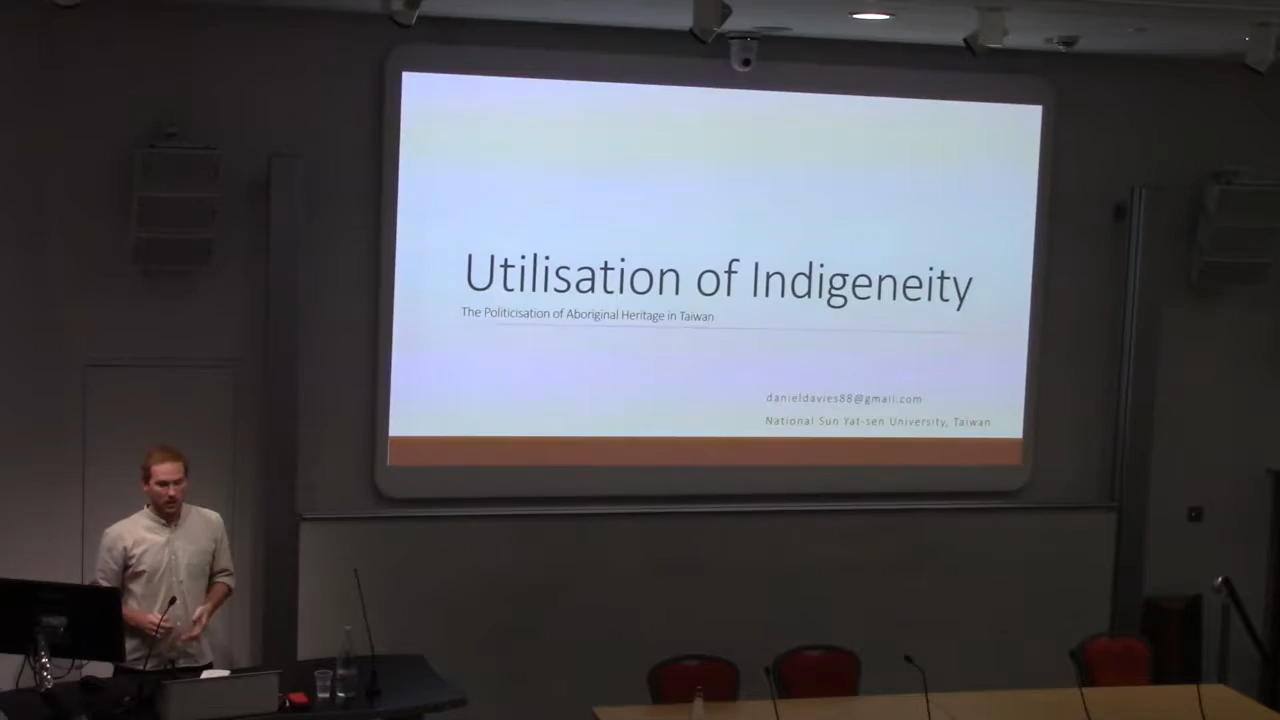 Utilisation of Indigeneity
The Politicisation of Aboriginal Heritage in Taiwan
danieldavies88@gmail.com
National Sun Yat-sen University, Taiwan